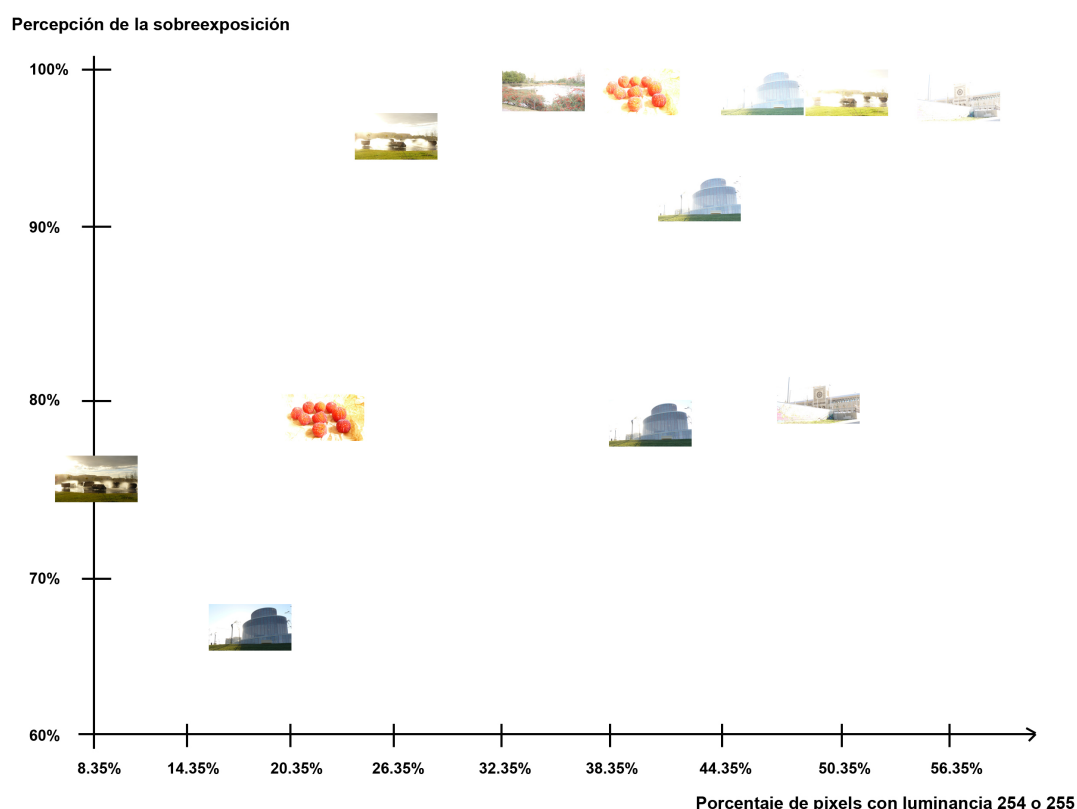 Percepción de la sobreexposición
100%
90%
80%
70%
60%
8.35% 14.35% 20.35% 26.35% 32.35% 38.35% 44.35% 50.35% 56.35%
Porcentaje de pixels con luminancia 254 o 255